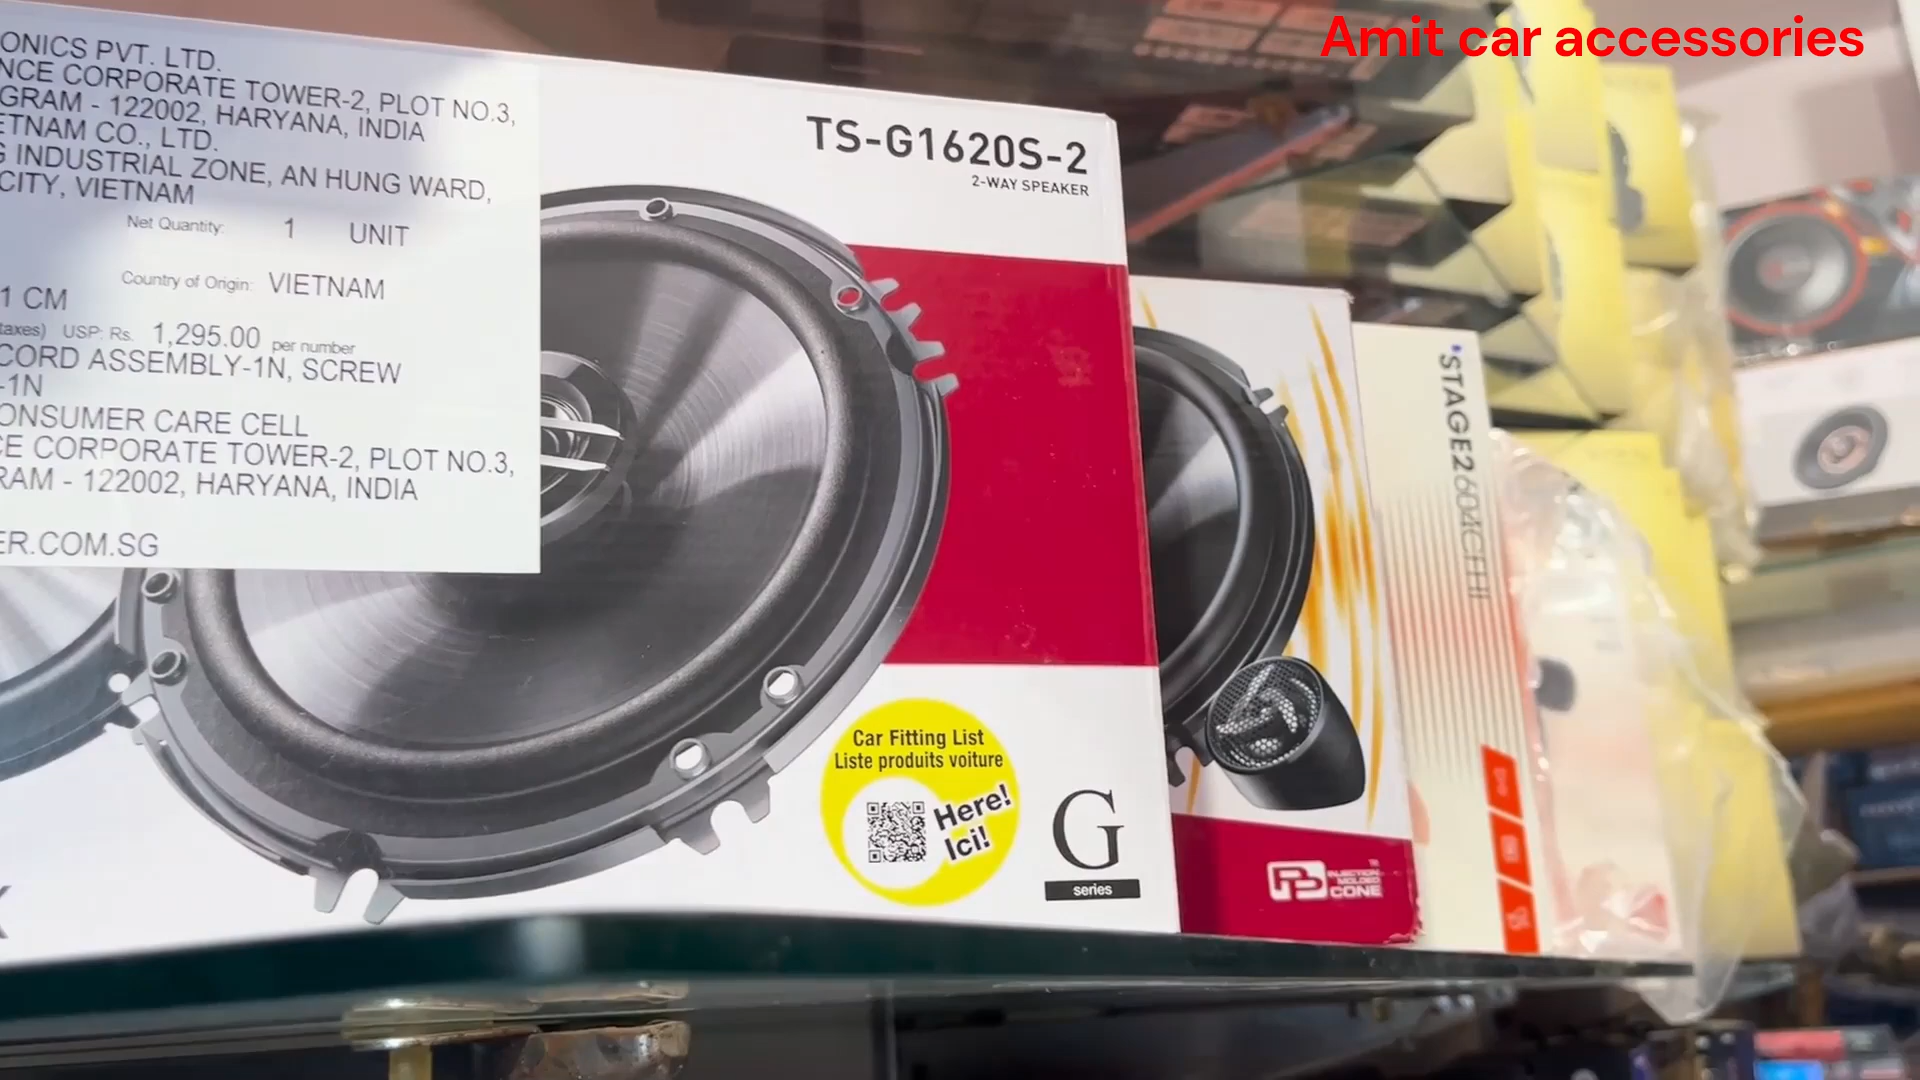 Amit car accessories
ONICS PVT. LTD.
NCE CORPORATE TOWER-2, PLOT NO.3,
GRAM - 122002, HARYANA, INDIA
ETNAM CO., LTD.
G INDUSTRIAL ZONE, AN HUNG WARD,
CITY, VIETNAM
Net Quantity: 1 UNIT
Country of Origin: VIETNAM
1 CM
taxes) USP: Rs. 1,295.00 per number
CORD ASSEMBLY-1N, SCREW
-1N
ONSUMER CARE CELL
CE CORPORATE TOWER-2, PLOT NO.3,
RAM - 122002, HARYANA, INDIA
ER.COM.SG
TS-G1620S-2
2-WAY SPEAKER
Car Fitting List
Liste produits voiture
Here!
Ici!
G
series
INJECTION
MOLDED
CONE
STAGE2 604CFHI